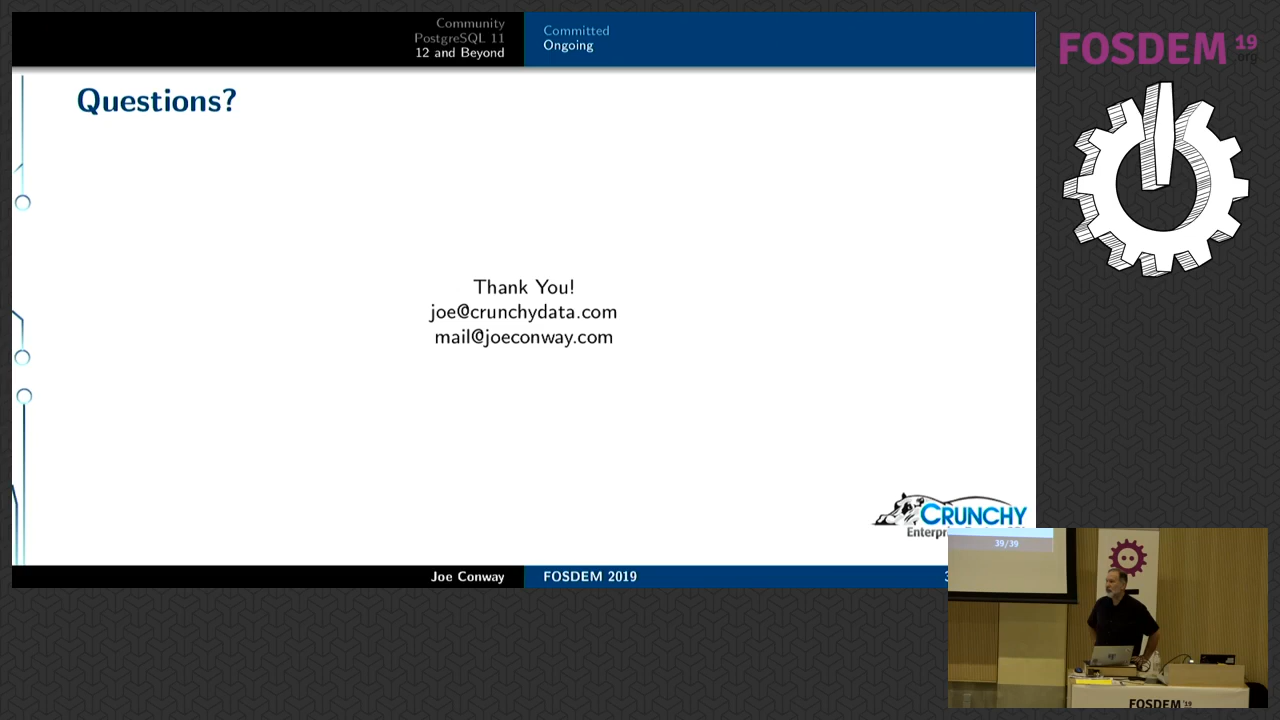 Community
PostgreSQL 11
12 and Beyond
Committed
Ongoing
FOSDEM 19
.org
Questions?
Thank You!
joe@crunchydata.com
mail@joeconway.com
CRUNCHY
39/39
Joe Conway
FOSDEM 2019
FOSDEM '19